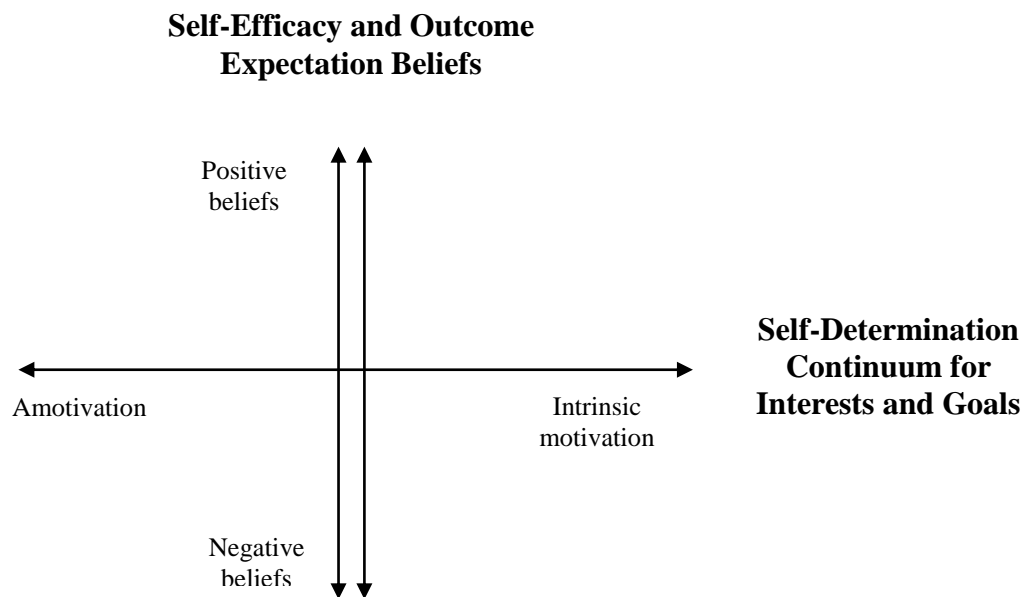 Self-Efficacy and Outcome
Expectation Beliefs
Positive
beliefs
Self-Determination
Continuum for
Interests and Goals
Amotivation
Intrinsic
motivation
Negative
beliefs